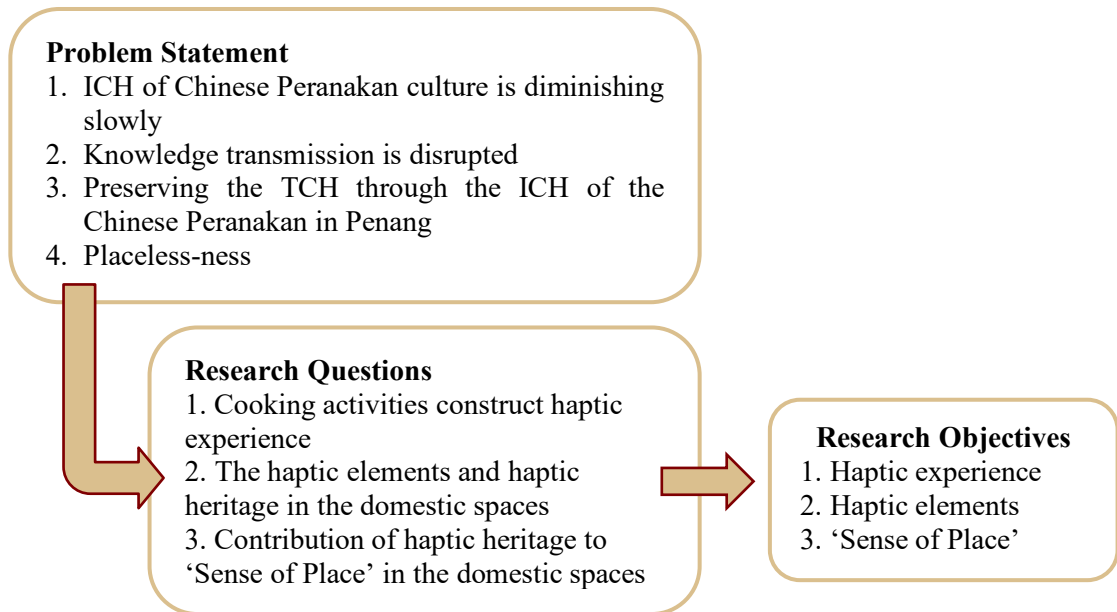 Problem Statement
1. ICH of Chinese Peranakan culture is diminishing
slowly
2. Knowledge transmission is disrupted
3. Preserving the TCH through the ICH of the
Chinese Peranakan in Penang
4. Placeless-ness
Research Questions
1. Cooking activities construct haptic
experience
2. The haptic elements and haptic
heritage in the domestic spaces
3. Contribution of haptic heritage to
‘Sense of Place’ in the domestic spaces
Research Objectives
1. Haptic experience
2. Haptic elements
3. ‘Sense of Place’